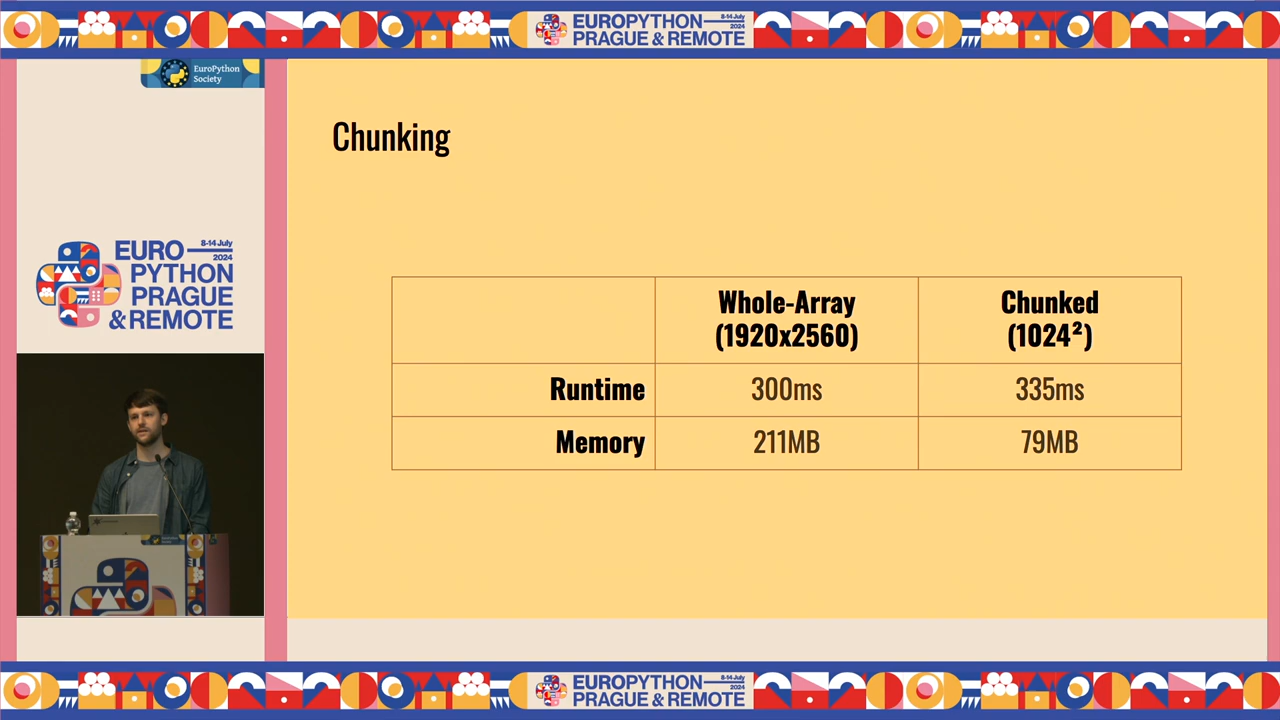 EUROPYTHON
PRAGUE & REMOTE
8-14 July
2024
EuroPython
Society
EURO
PYTHON
PRAGUE
& REMOTE
8-14 July
2024
Chunking
Whole-Array
(1920x2560)
Chunked
(1024²)
Runtime
300ms
335ms
Memory
211MB
79MB
EUROPYTHON
PRAGUE & REMOTE
8-14 July
2024